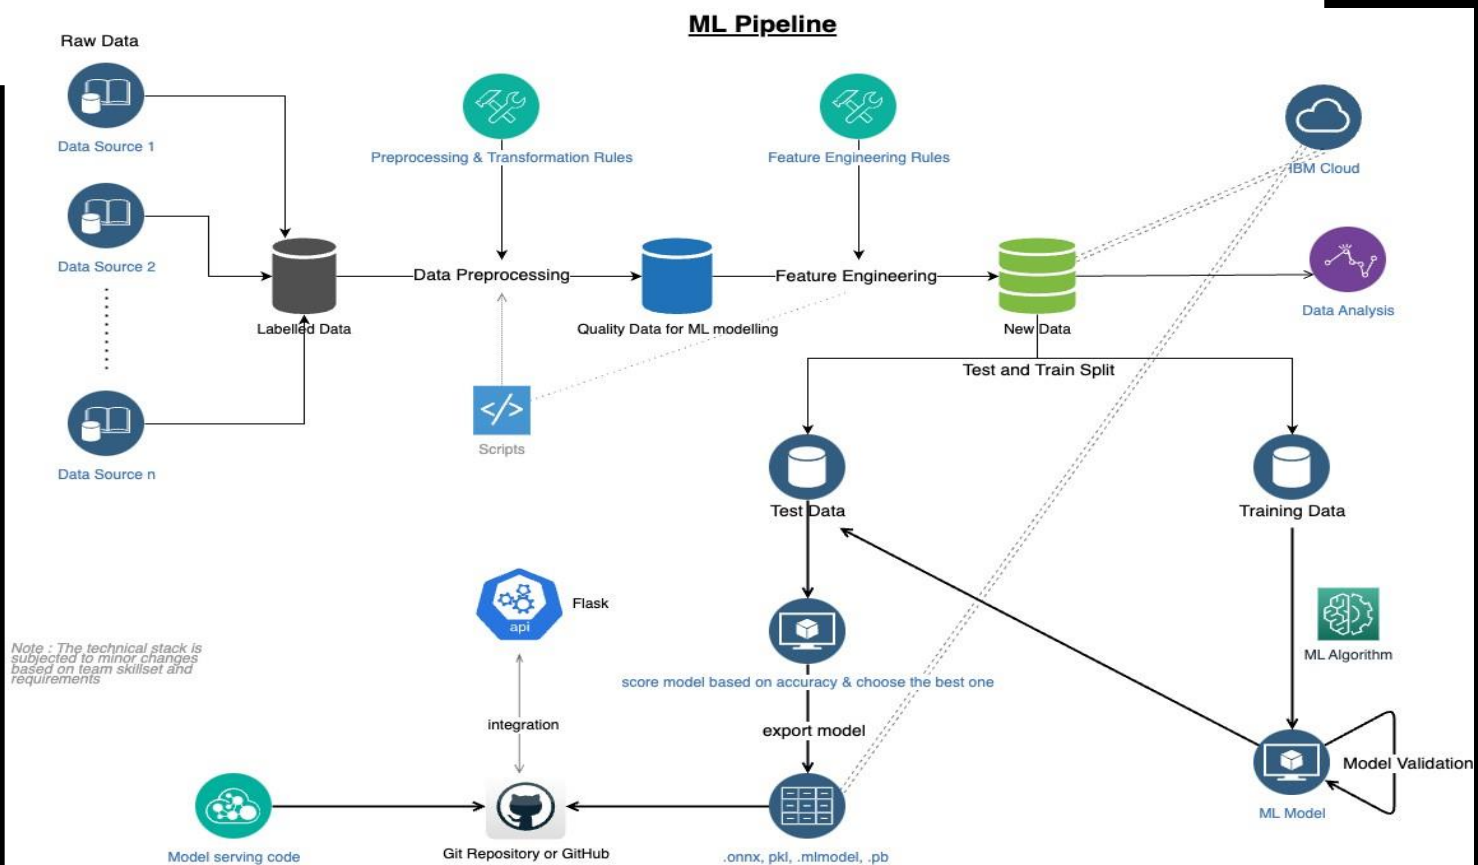 ML Pipeline
Raw Data
Data Source 1
Preprocessing & Transformation Rules
Feature Engineering Rules
IBM Cloud
Data Source 2
Data Preprocessing
Feature Engineering
Labelled Data
Quality Data for ML modelling
New Data
Data Analysis
Test and Train Split
</>
Scripts
Data Source n
Test Data
Training Data
api
Flask
ML Algorithm
Note : The technical stack is
subjected to minor changes
based on team skillset and
requirements
score model based on accuracy & choose the best one
integration
export model
Model Validation
ML Model
Model serving code
Git Repository or GitHub
.onnx, pkl, .mlmodel, .pb